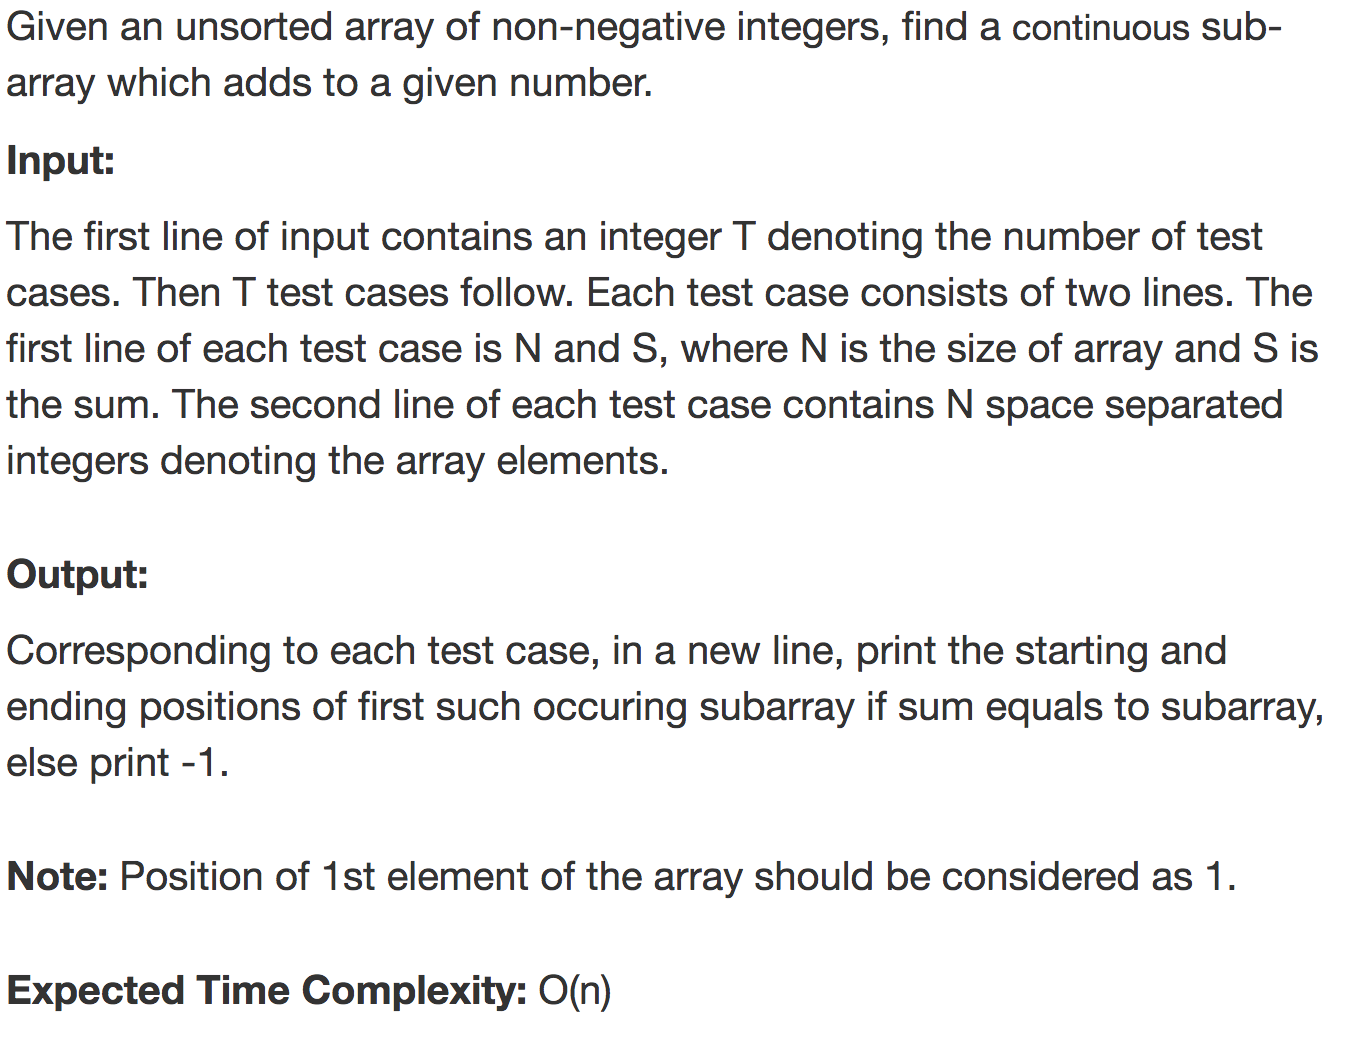 Given an unsorted array of non-negative integers, find a continuous sub-
array which adds to a given number.
Input:
The first line of input contains an integer T denoting the number of test
cases. Then T test cases follow. Each test case consists of two lines. The
first line of each test case is N and S, where N is the size of array and S is
the sum. The second line of each test case contains N space separated
integers denoting the array elements.
Output:
Corresponding to each test case, in a new line, print the starting and
ending positions of first such occuring subarray if sum equals to subarray,
else print -1.
Note: Position of 1st element of the array should be considered as 1.
Expected Time Complexity: O(n)